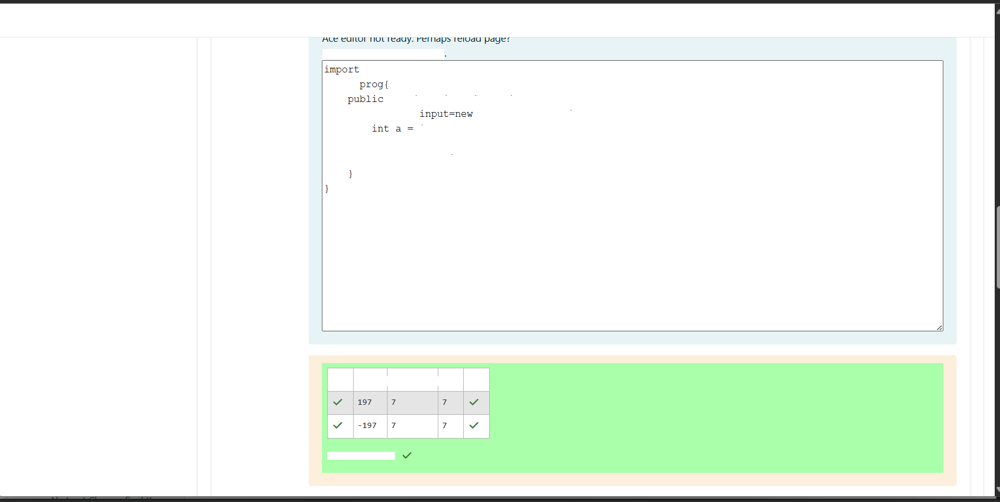 Ace editor not ready. Perhaps reload page?
.
import
prog{
public
input=new
int a =
}
}
197 7 7
-197 7 7